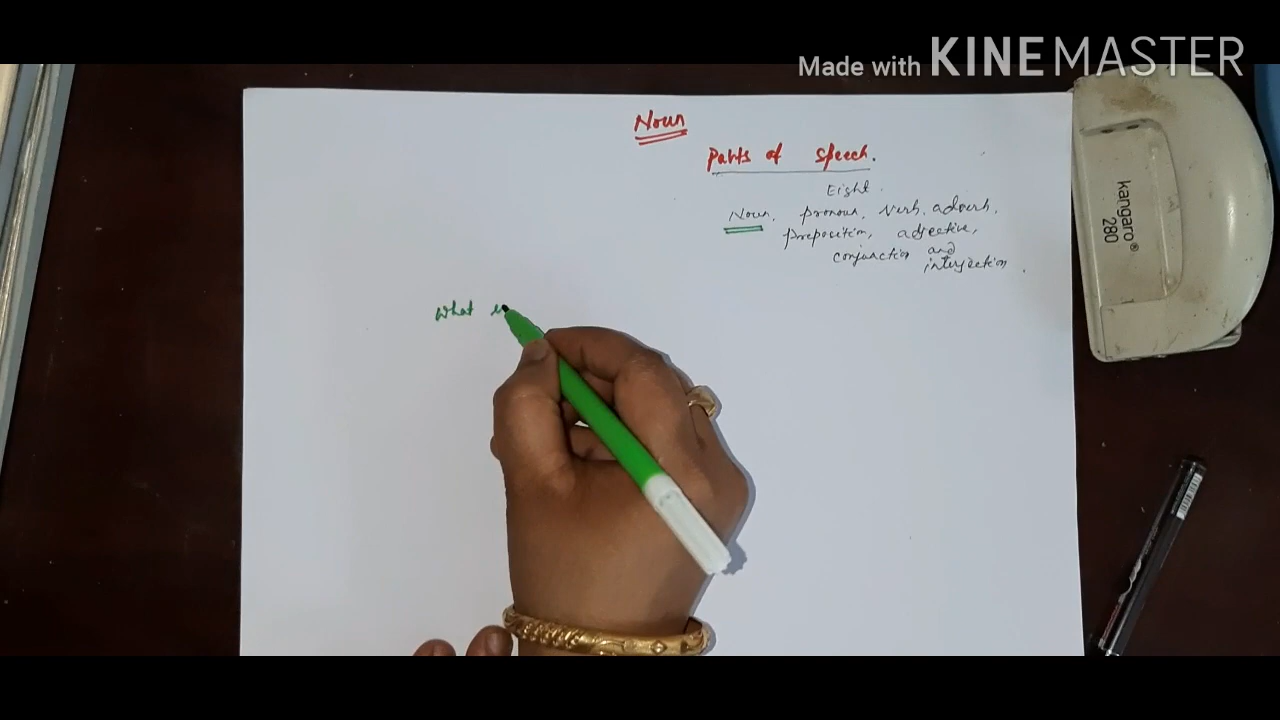 Made with KINEMASTER
Noun
Parts of speech.
Eight.
Noun, pronoun, verb, adverb,
preposition, adjective,
conjunction and
interjection.
What is
kangaro®
280